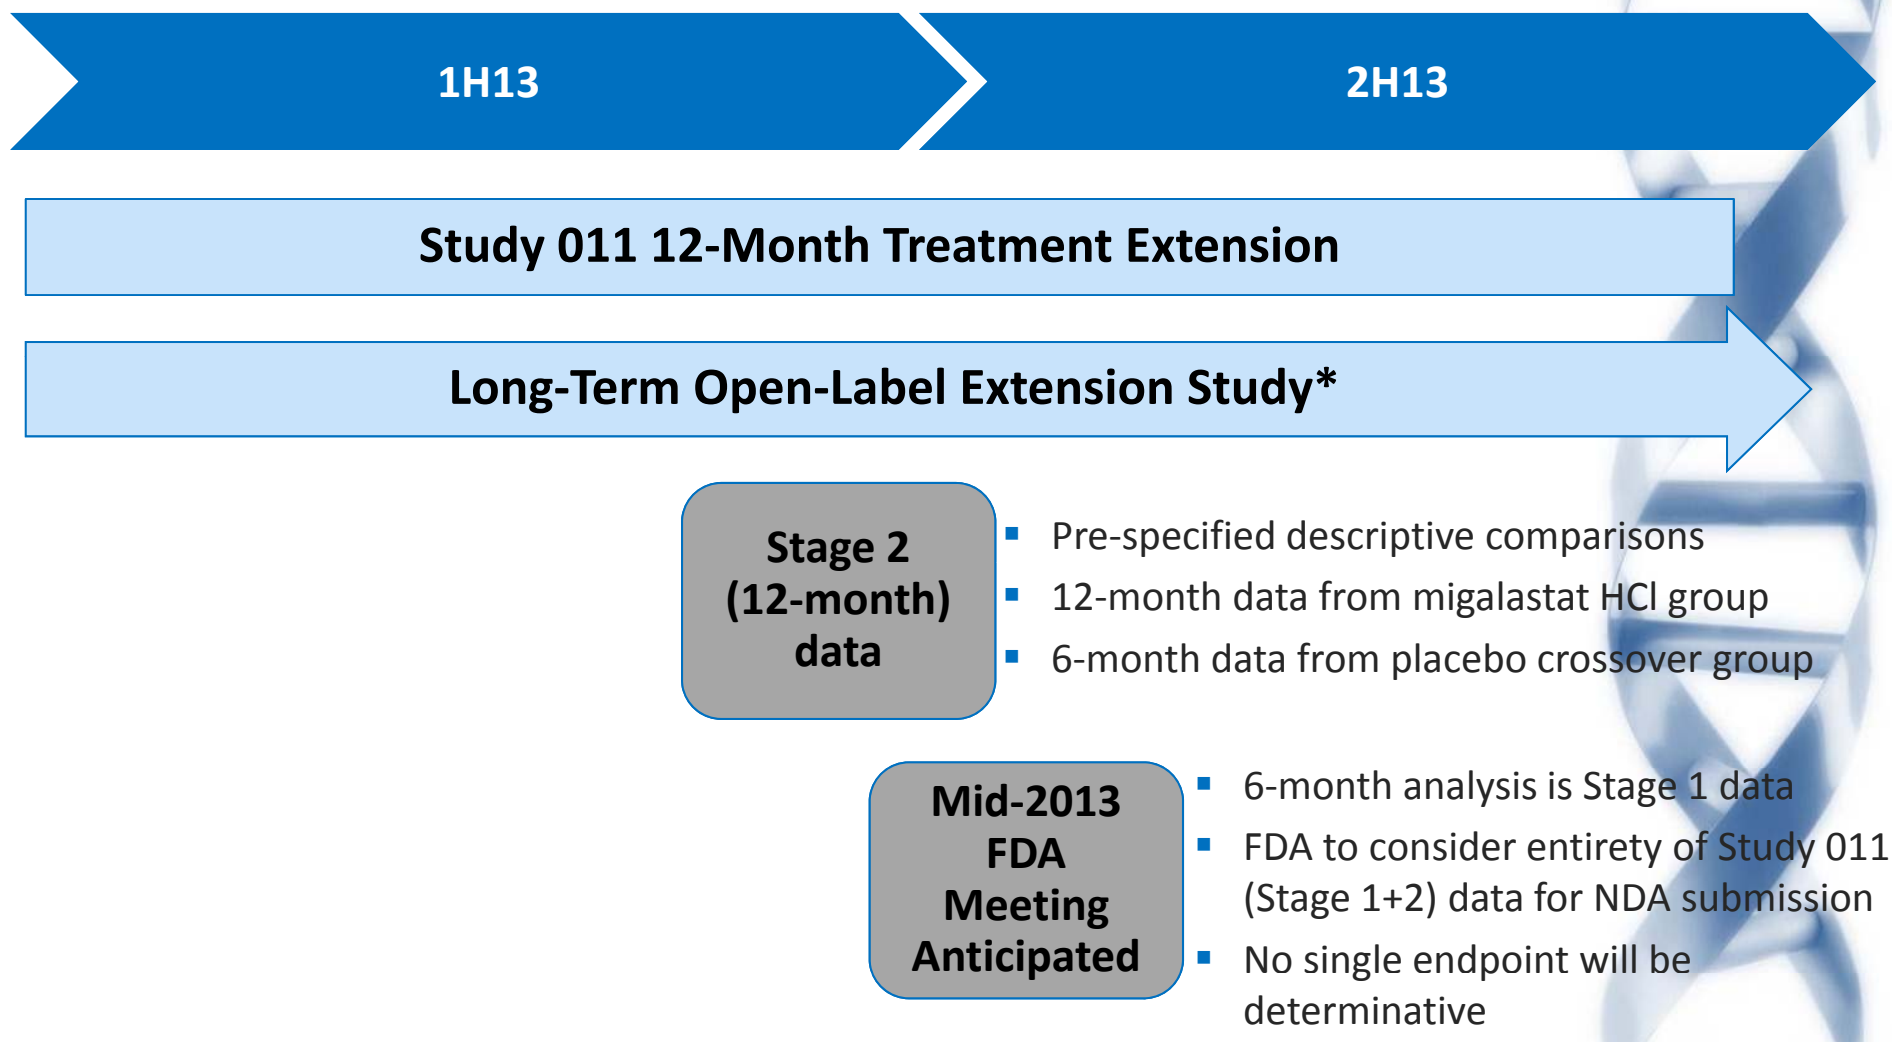 1H13
2H13
Study 011 12-Month Treatment Extension
Long-Term Open-Label Extension Study*
Stage 2
(12-month)
data
▪ Pre-specified descriptive comparisons
▪ 12-month data from migalastat HCl group
▪ 6-month data from placebo crossover group
Mid-2013
FDA
Meeting
Anticipated
▪ 6-month analysis is Stage 1 data
▪ FDA to consider entirety of Study 011
(Stage 1+2) data for NDA submission
▪ No single endpoint will be
determinative